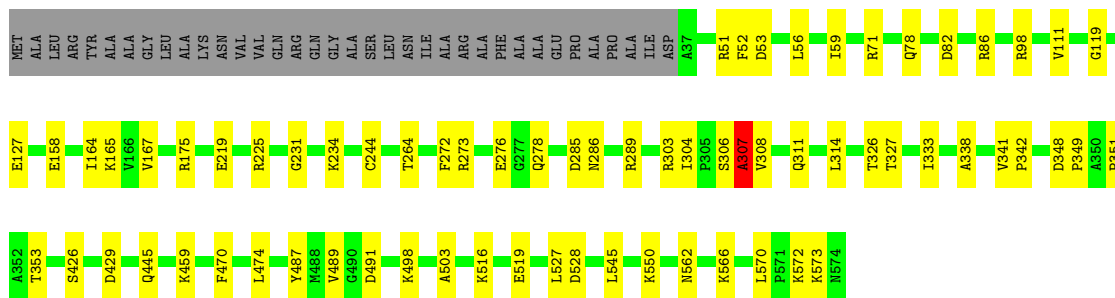 MET ALA LEU ARG TYR ALA ALA GLY LEU ALA LYS ASN VAL VAL GLN ARG GLN GLY ALA SER LEU ASN ILE ALA ARG ALA PHE ALA ALA GLU PRO ALA PRO ALA ILE ASP A37 R51 F52 D53 L56 I59 R71 Q78 D82 R86 R98 V111 G119
E127 E158 I164 K165 V166 V167 R175 E219 R225 G231 K234 C244 T264 F272 R273 E276 G277 Q278 D285 N286 R289 R303 I304 P305 S306 A307 V308 Q311 L314 T326 T327 I333 A338 V341 P342 D348 P349 A350 P351
A352 T353 S426 D429 Q445 K459 F470 L474 Y487 M488 V489 G490 D491 K498 A503 K516 E519 L527 D528 L545 K550 N562 K566 L570 P571 K572 K573 N574